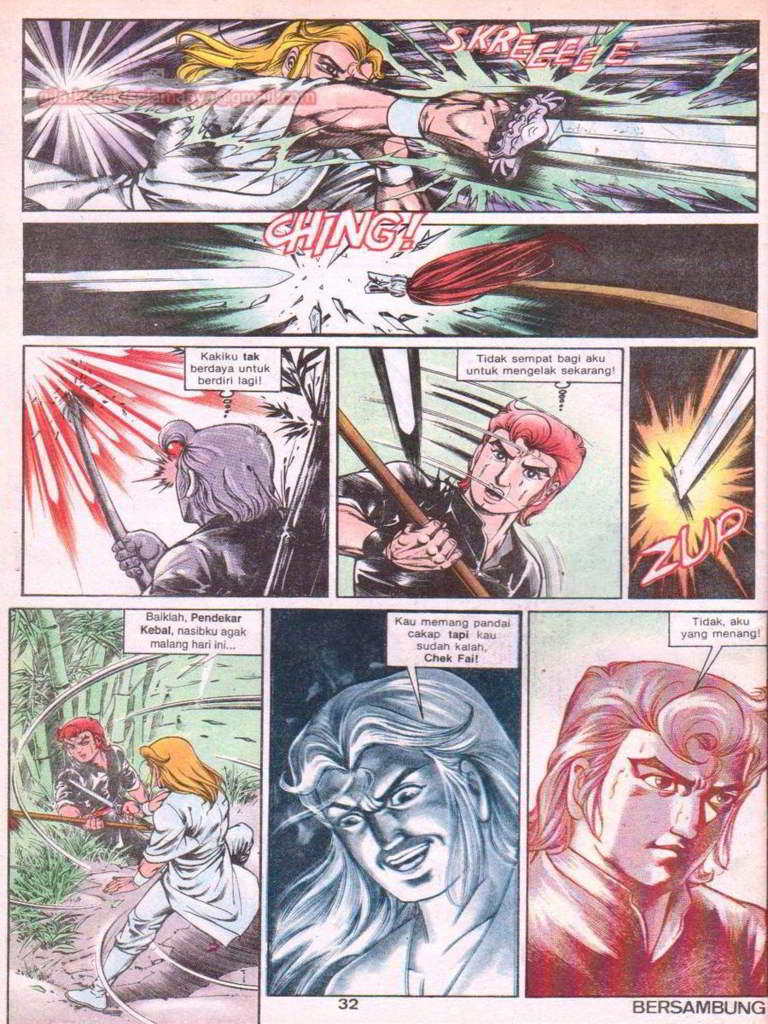 SKREEEEEE
CHING!
Kakiku tak
berdaya untuk
berdiri lagi!
Tidak sempat bagi aku
untuk mengelak sekarang!
ZUP
Baiklah, Pendekar
Kebal, nasibku agak
malang hari ini...
Kau memang pandai
cakap tapi kau
sudah kalah,
Chek Fai!
Tidak, aku
yang menang!
32
BERSAMBUNG